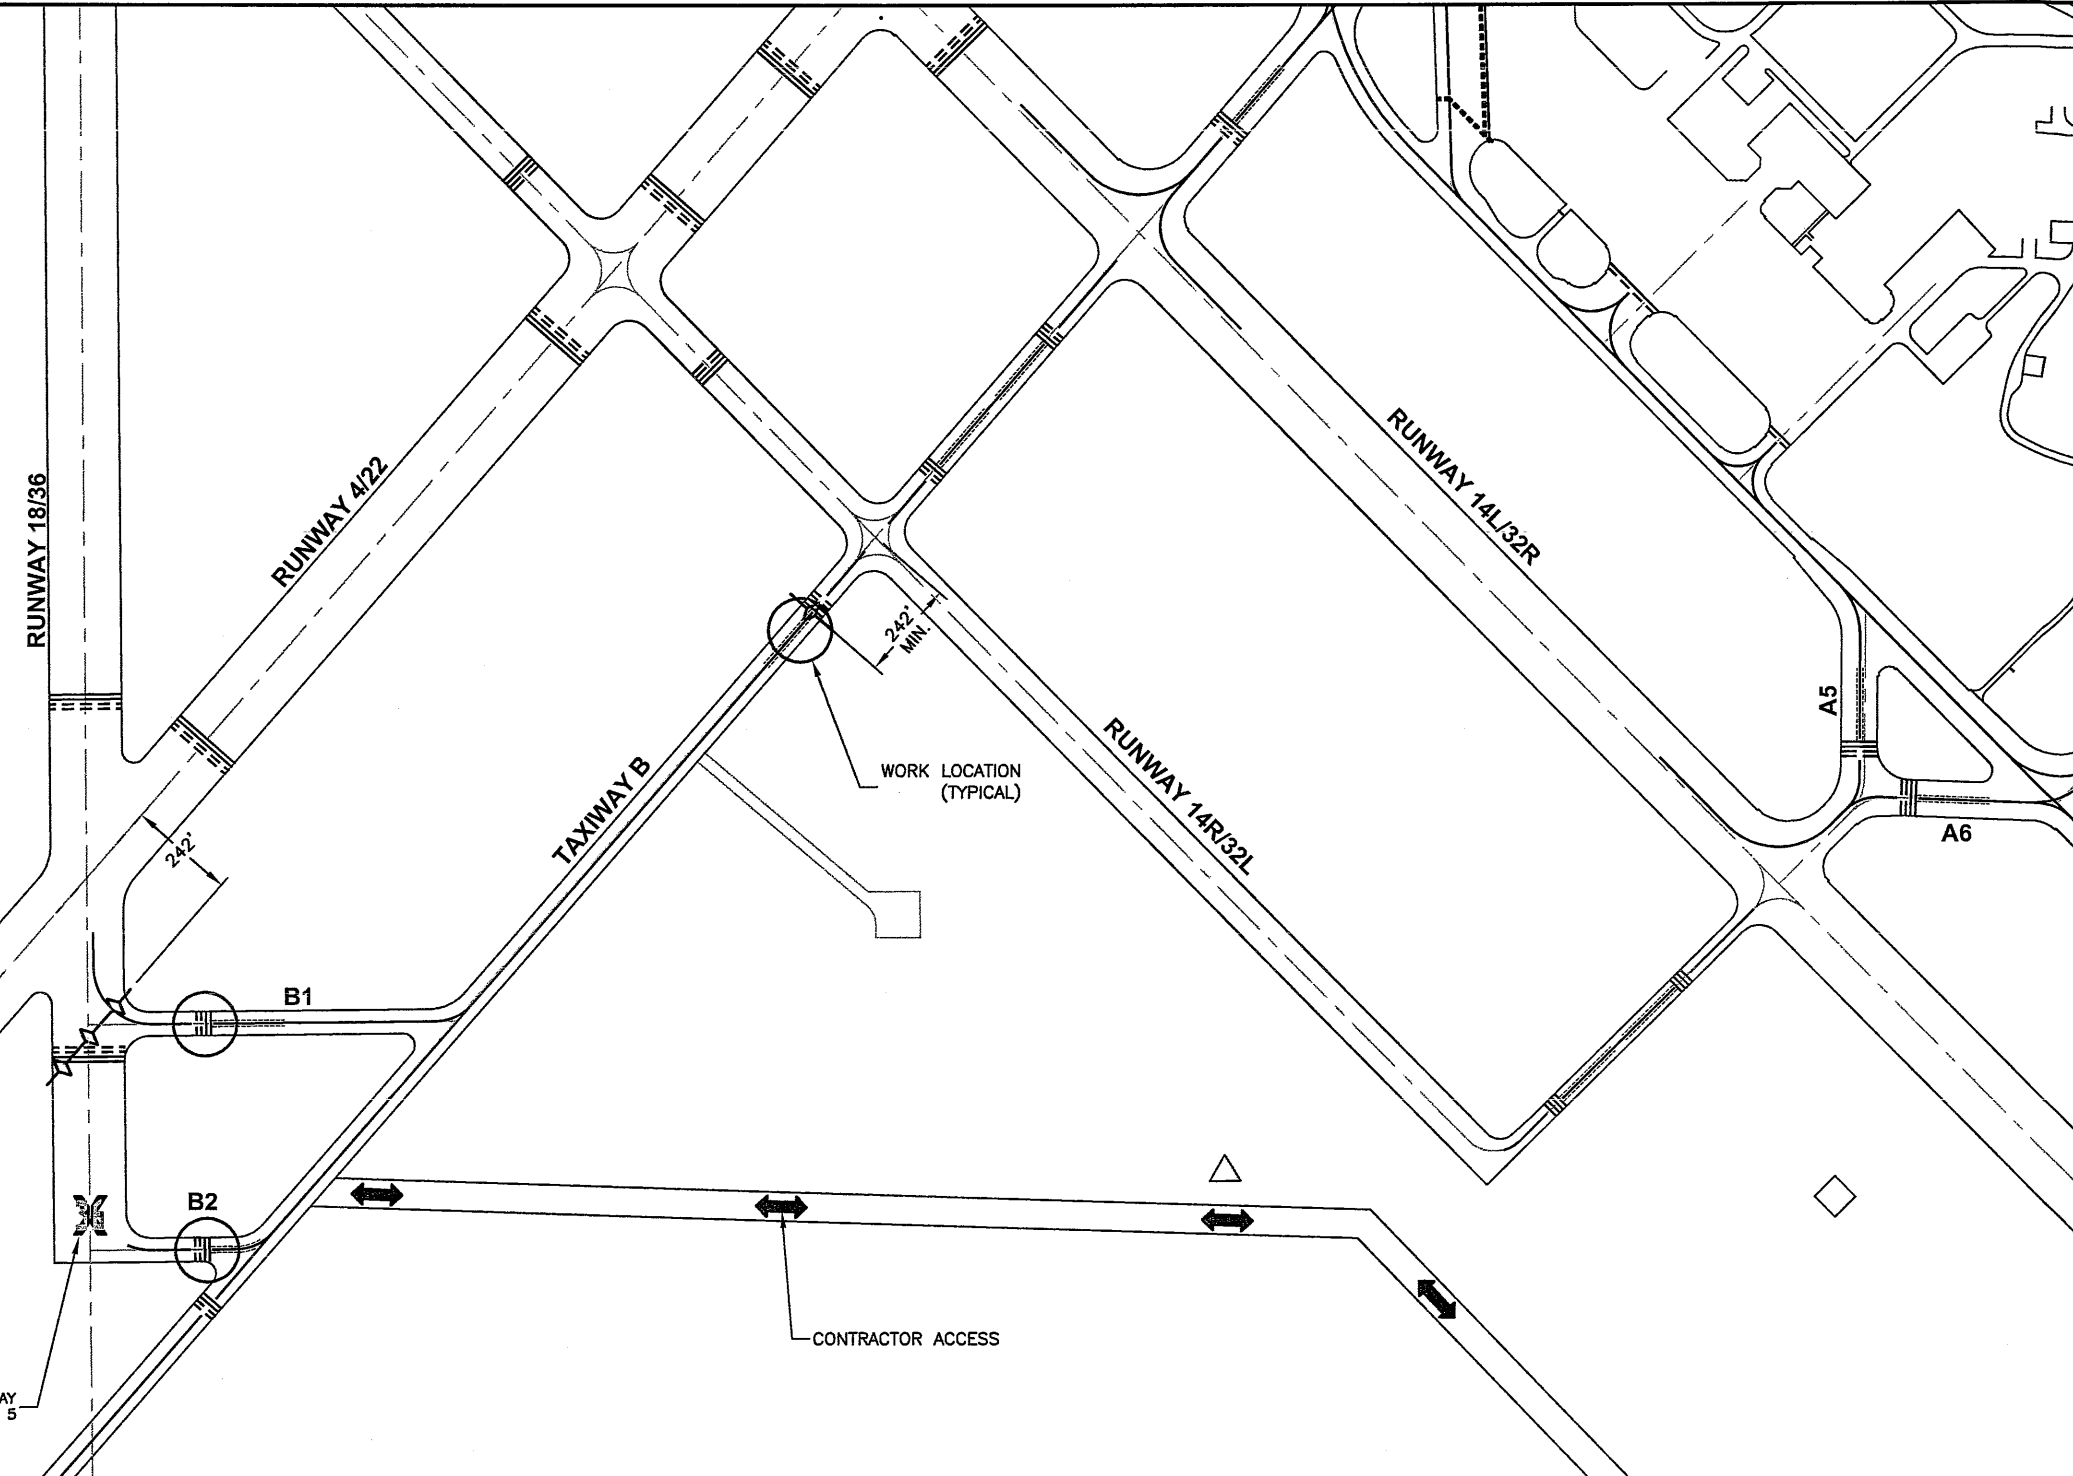 RUNWAY 18/36
RUNWAY 4/22
RUNWAY 14L/32R
242'
MIN.
A5
WORK LOCATION
(TYPICAL)
TAXIWAY B
RUNWAY 14R/32L
A6
242'
B1
B2
CONTRACTOR ACCESS
AY
5